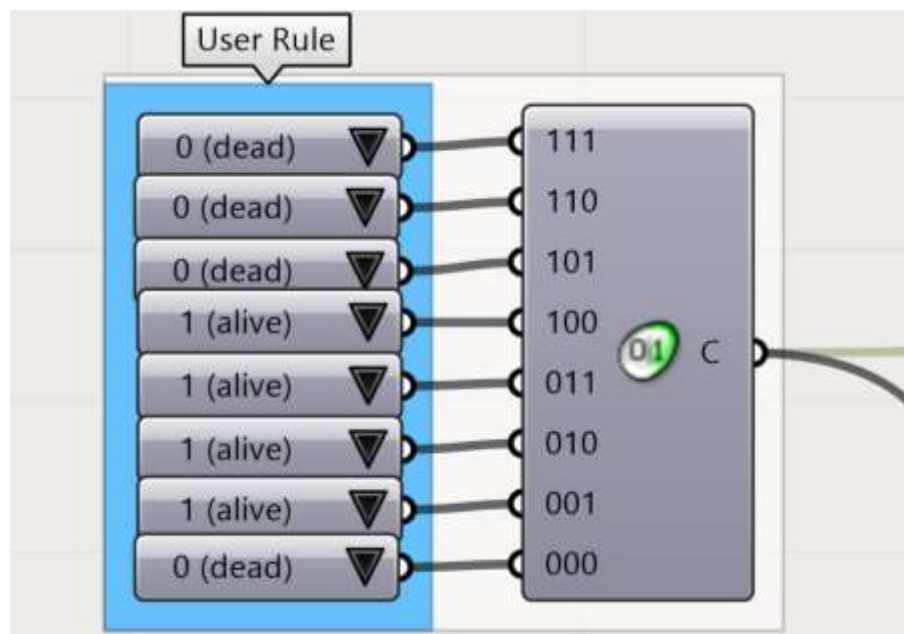 User Rule
0 (dead)
0 (dead)
0 (dead)
1 (alive)
1 (alive)
1 (alive)
1 (alive)
0 (dead)
111
110
101
100
011
010
001
000
01
C